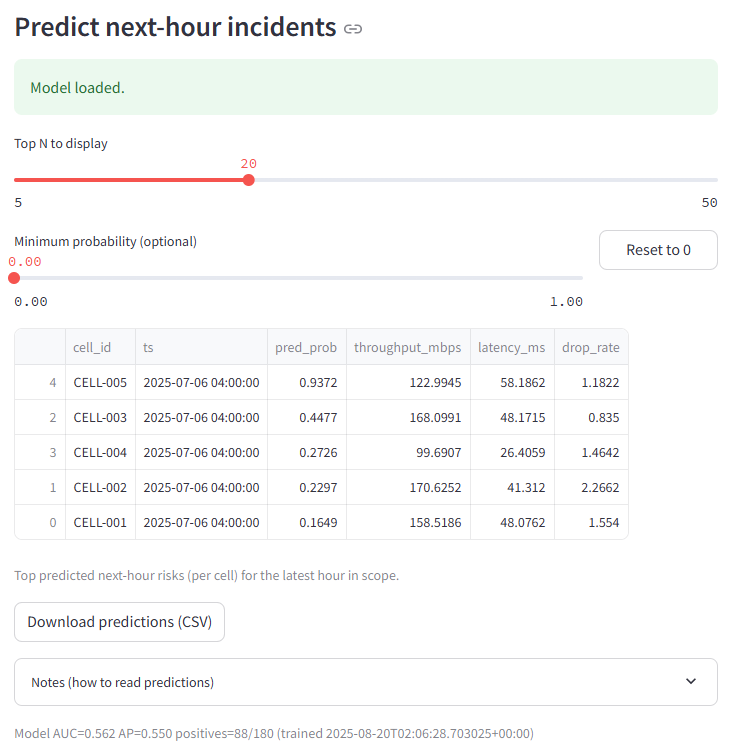 Predict next-hour incidents
Model loaded.
Top N to display
20
5 50
Minimum probability (optional)
0.00
Reset to 0
0.00 1.00
cell_id ts pred_prob throughput_mbps latency_ms drop_rate
4 CELL-005 2025-07-06 04:00:00 0.9372 122.9945 58.1862 1.1822
2 CELL-003 2025-07-06 04:00:00 0.4477 168.0991 48.1715 0.835
3 CELL-004 2025-07-06 04:00:00 0.2726 99.6907 26.4059 1.4642
1 CELL-002 2025-07-06 04:00:00 0.2297 170.6252 41.312 2.2662
0 CELL-001 2025-07-06 04:00:00 0.1649 158.5186 48.0762 1.554
Top predicted next-hour risks (per cell) for the latest hour in scope.
Download predictions (CSV)
Notes (how to read predictions)
Model AUC=0.562 AP=0.550 positives=88/180 (trained 2025-08-20T02:06:28.703025+00:00)